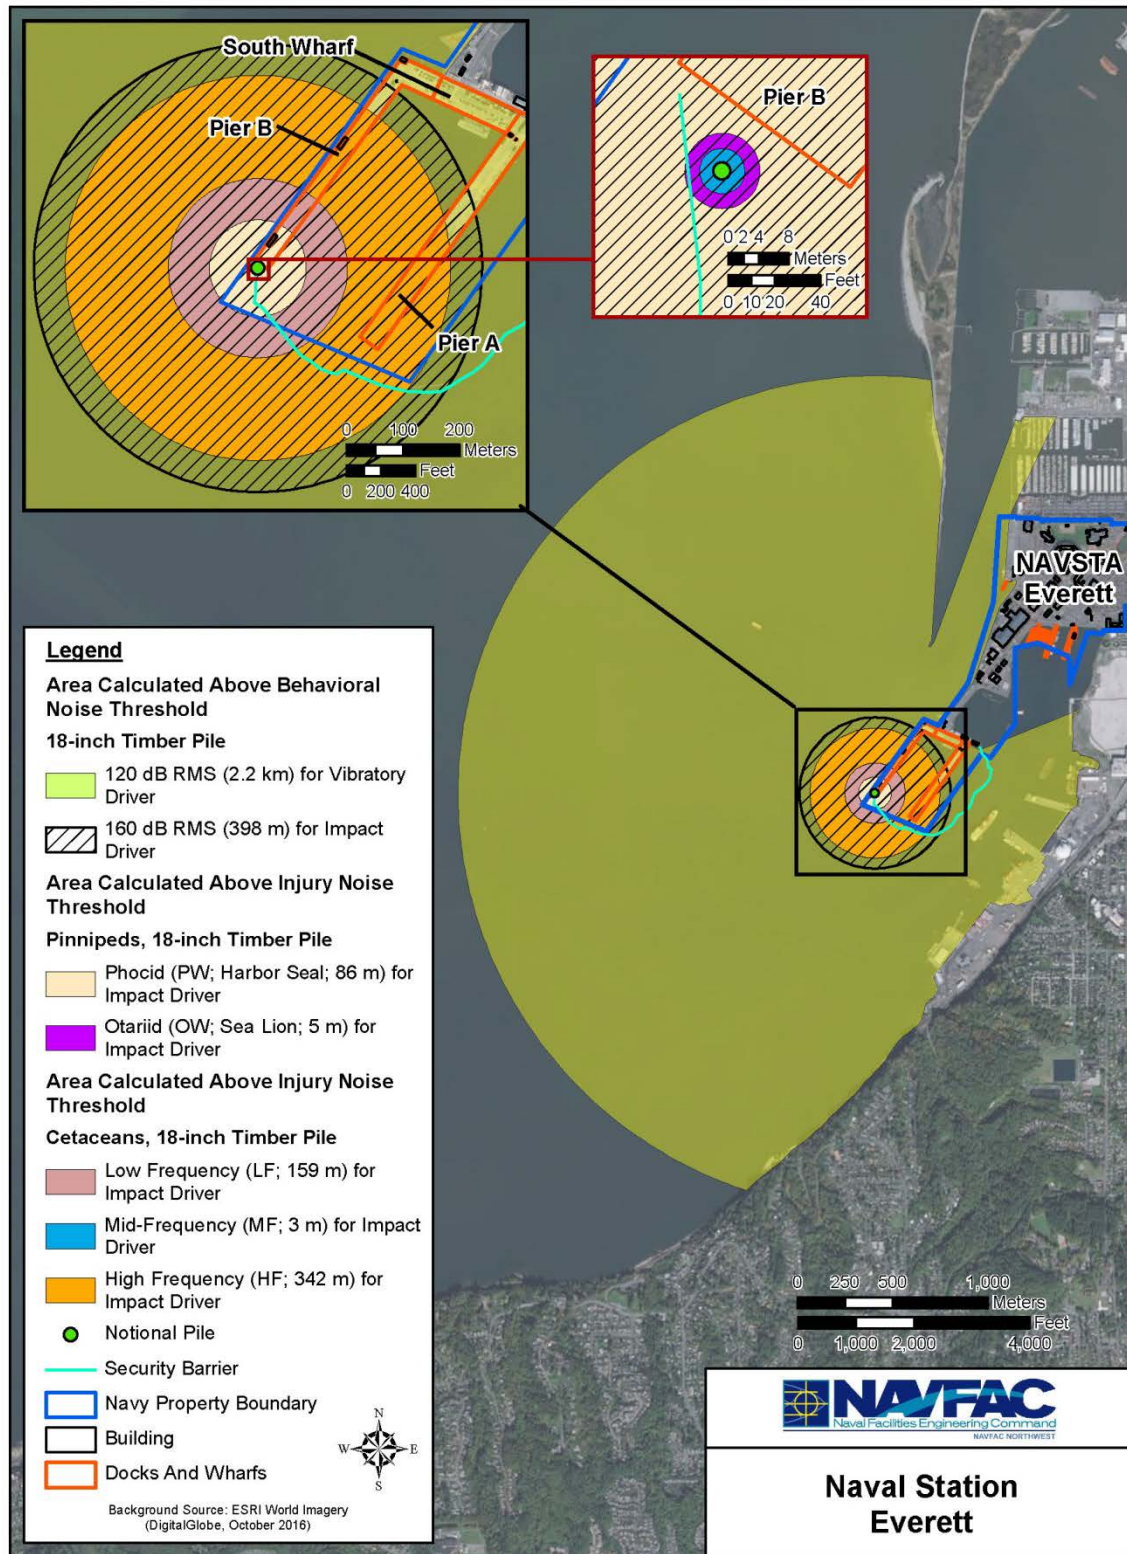 South Wharf
Pier B
Pier A
0 100 200
Meters
Feet
0 200 400
Pier B
0 2 4 8
Meters
Feet
0 10 20 40
NAVSTA
Everett
Legend
Area Calculated Above Behavioral
Noise Threshold
18-inch Timber Pile
120 dB RMS (2.2 km) for Vibratory
Driver
160 dB RMS (398 m) for Impact
Driver
Area Calculated Above Injury Noise
Threshold
Pinnipeds, 18-inch Timber Pile
Phocid (PW; Harbor Seal; 86 m) for
Impact Driver
Otariid (OW; Sea Lion; 5 m) for
Impact Driver
Area Calculated Above Injury Noise
Threshold
Cetaceans, 18-inch Timber Pile
Low Frequency (LF; 159 m) for
Impact Driver
Mid-Frequency (MF; 3 m) for Impact
Driver
High Frequency (HF; 342 m) for
Impact Driver
Notional Pile
Security Barrier
Navy Property Boundary
Building
Docks And Wharfs
N
W E
S
Background Source: ESRI World Imagery
(DigitalGlobe, October 2016)
0 250 500 1,000
Meters
Feet
0 1,000 2,000 4,000
NAVFAC
Naval Facilities Engineering Command
NAVFAC NORTHWEST
Naval Station
Everett